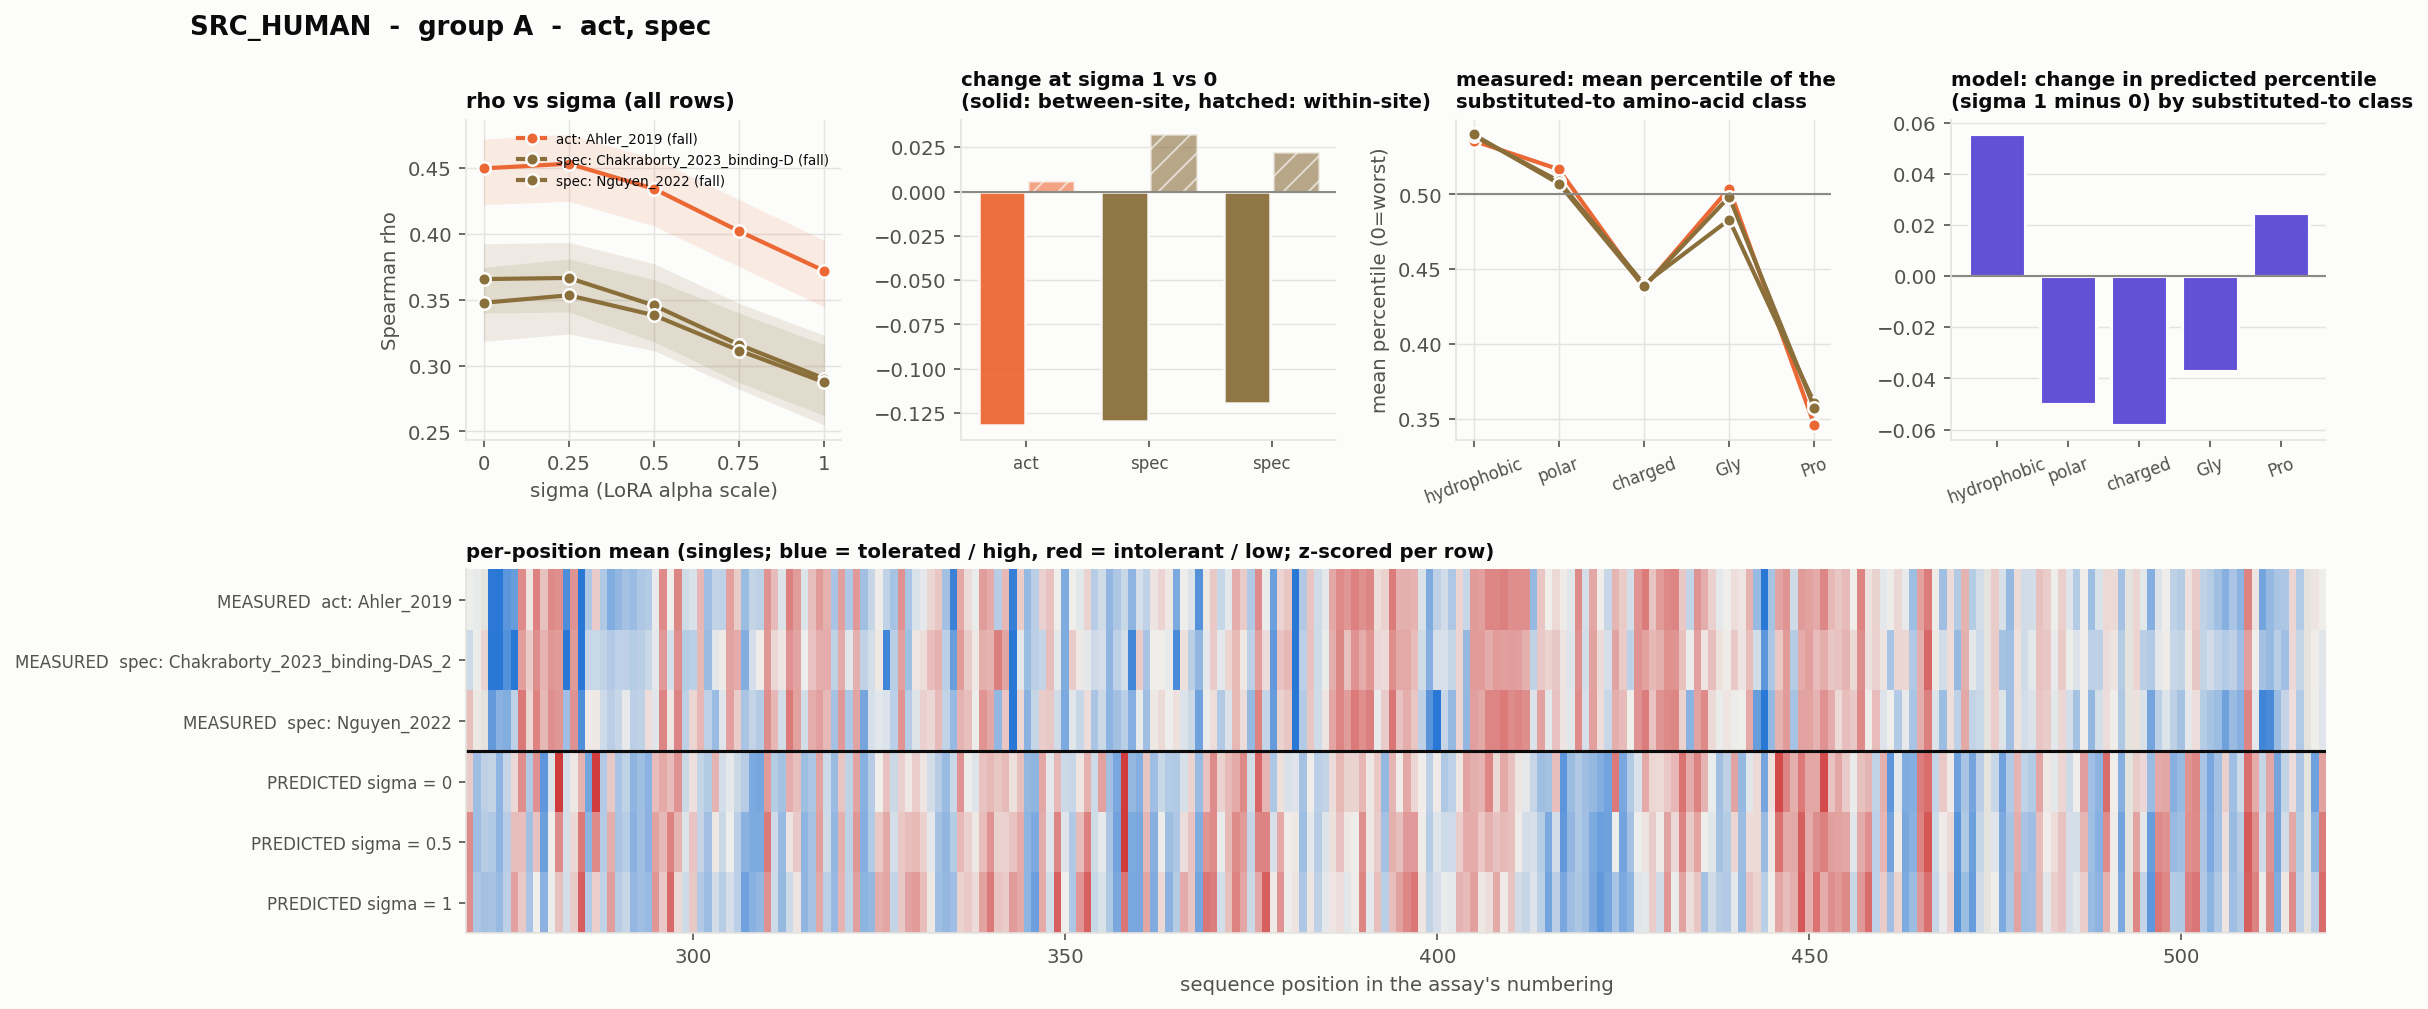 SRC_HUMAN - group A - act, spec
rho vs sigma (all rows)
act: Ahler_2019 (fall)
spec: Chakraborty_2023_binding-D (fall)
spec: Nguyen_2022 (fall)
Spearman rho
0.45
0.40
0.35
0.30
0.25
0
0.25
0.5
0.75
1
sigma (LoRA alpha scale)
change at sigma 1 vs 0
(solid: between-site, hatched: within-site)
0.025
0.000
−0.025
−0.050
−0.075
−0.100
−0.125
act
spec
spec
measured: mean percentile of the
substituted-to amino-acid class
mean percentile (0=worst)
0.50
0.45
0.40
0.35
hydrophobic
polar
charged
Gly
Pro
model: change in predicted percentile
(sigma 1 minus 0) by substituted-to class
0.06
0.04
0.02
0.00
−0.02
−0.04
−0.06
hydrophobic
polar
charged
Gly
Pro
per-position mean (singles; blue = tolerated / high, red = intolerant / low; z-scored per row)
MEASURED act: Ahler_2019
MEASURED spec: Chakraborty_2023_binding-DAS_2
MEASURED spec: Nguyen_2022
PREDICTED sigma = 0
PREDICTED sigma = 0.5
PREDICTED sigma = 1
300
350
400
450
500
sequence position in the assay's numbering